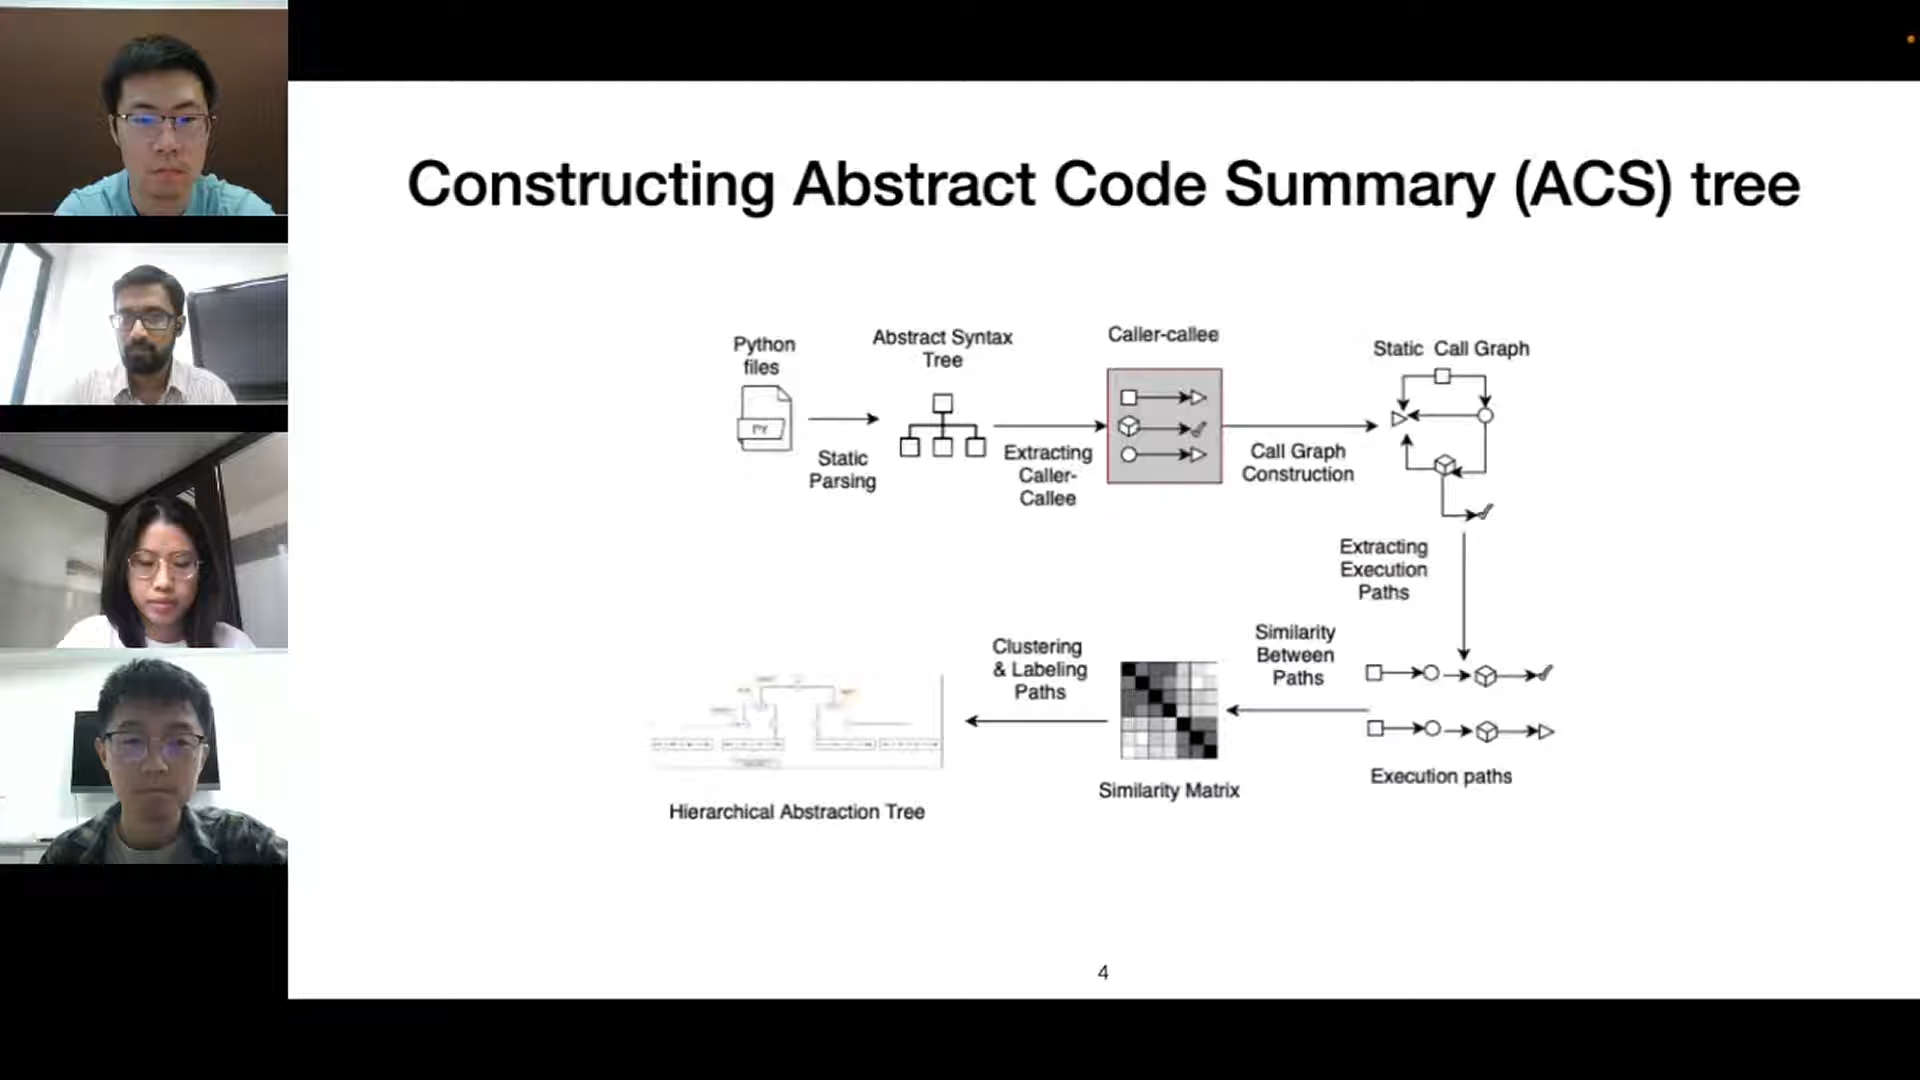 Constructing Abstract Code Summary (ACS) tree
Python
files
PY
Static
Parsing
Abstract Syntax
Tree
Extracting
Caller-
Callee
Caller-callee
Call Graph
Construction
Static Call Graph
Extracting
Execution
Paths
Execution paths
Similarity
Between
Paths
Similarity Matrix
Clustering
& Labeling
Paths
Hierarchical Abstraction Tree
4